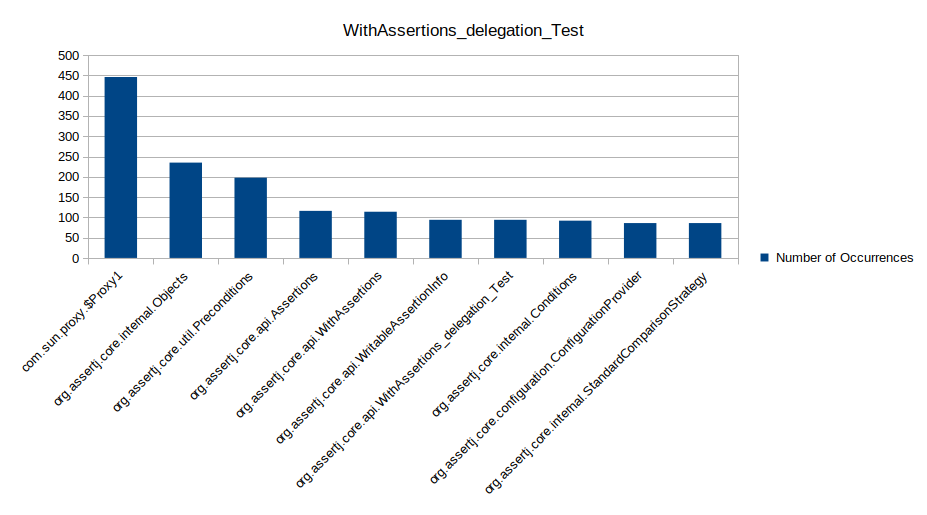 WithAssertions_delegation_Test
500
450
400
350
300
250
200
150
100
50
0
com.sun.proxy.$Proxy1
org.assertj.core.internal.Objects
org.assertj.core.util.Preconditions
org.assertj.core.api.Assertions
org.assertj.core.api.WithAssertions
org.assertj.core.api.WritableAssertionInfo
org.assertj.core.api.WithAssertions_delegation_Test
org.assertj.core.internal.Conditions
org.assertj.core.configuration.ConfigurationProvider
org.assertj.core.internal.StandardComparisonStrategy
Number of Occurrences